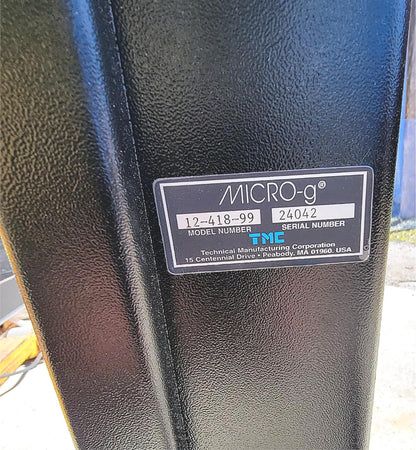 MICRO-g®
12-418-99 24042
MODEL NUMBER SERIAL NUMBER
TMC
Technical Manufacturing Corporation
15 Centennial Drive • Peabody, MA 01960. USA